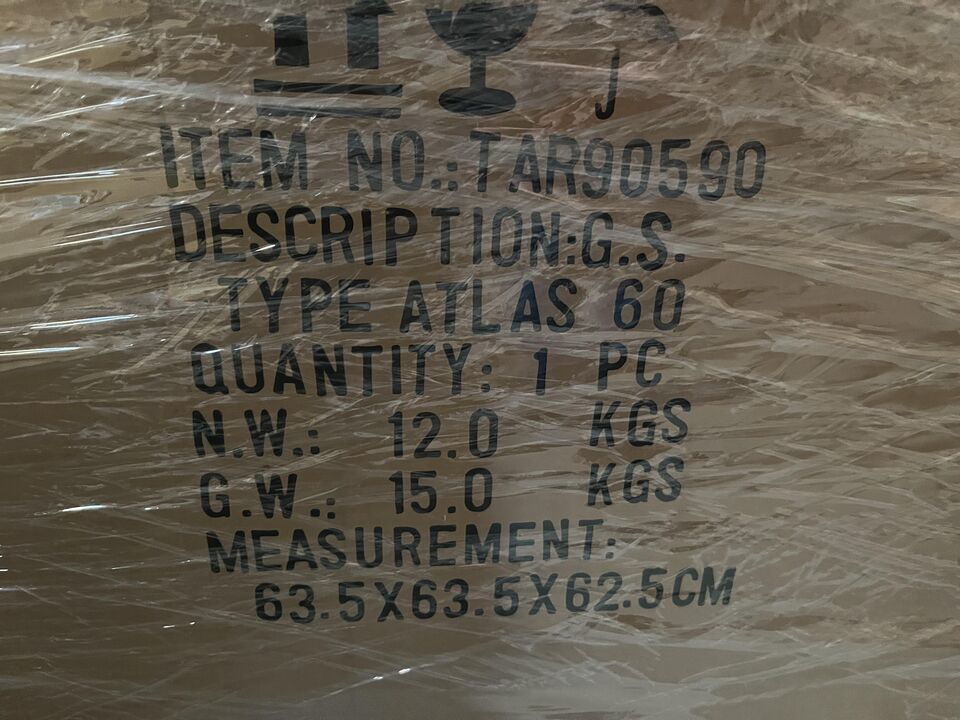 ITEM NO.: TAR90590
DESCRIPTION:G.S.
TYPE ATLAS 60
QUANTITY: 1 PC
N.W.: 12.0 KGS
G.W.: 15.0 KGS
MEASUREMENT:
63.5X63.5X62.5CM